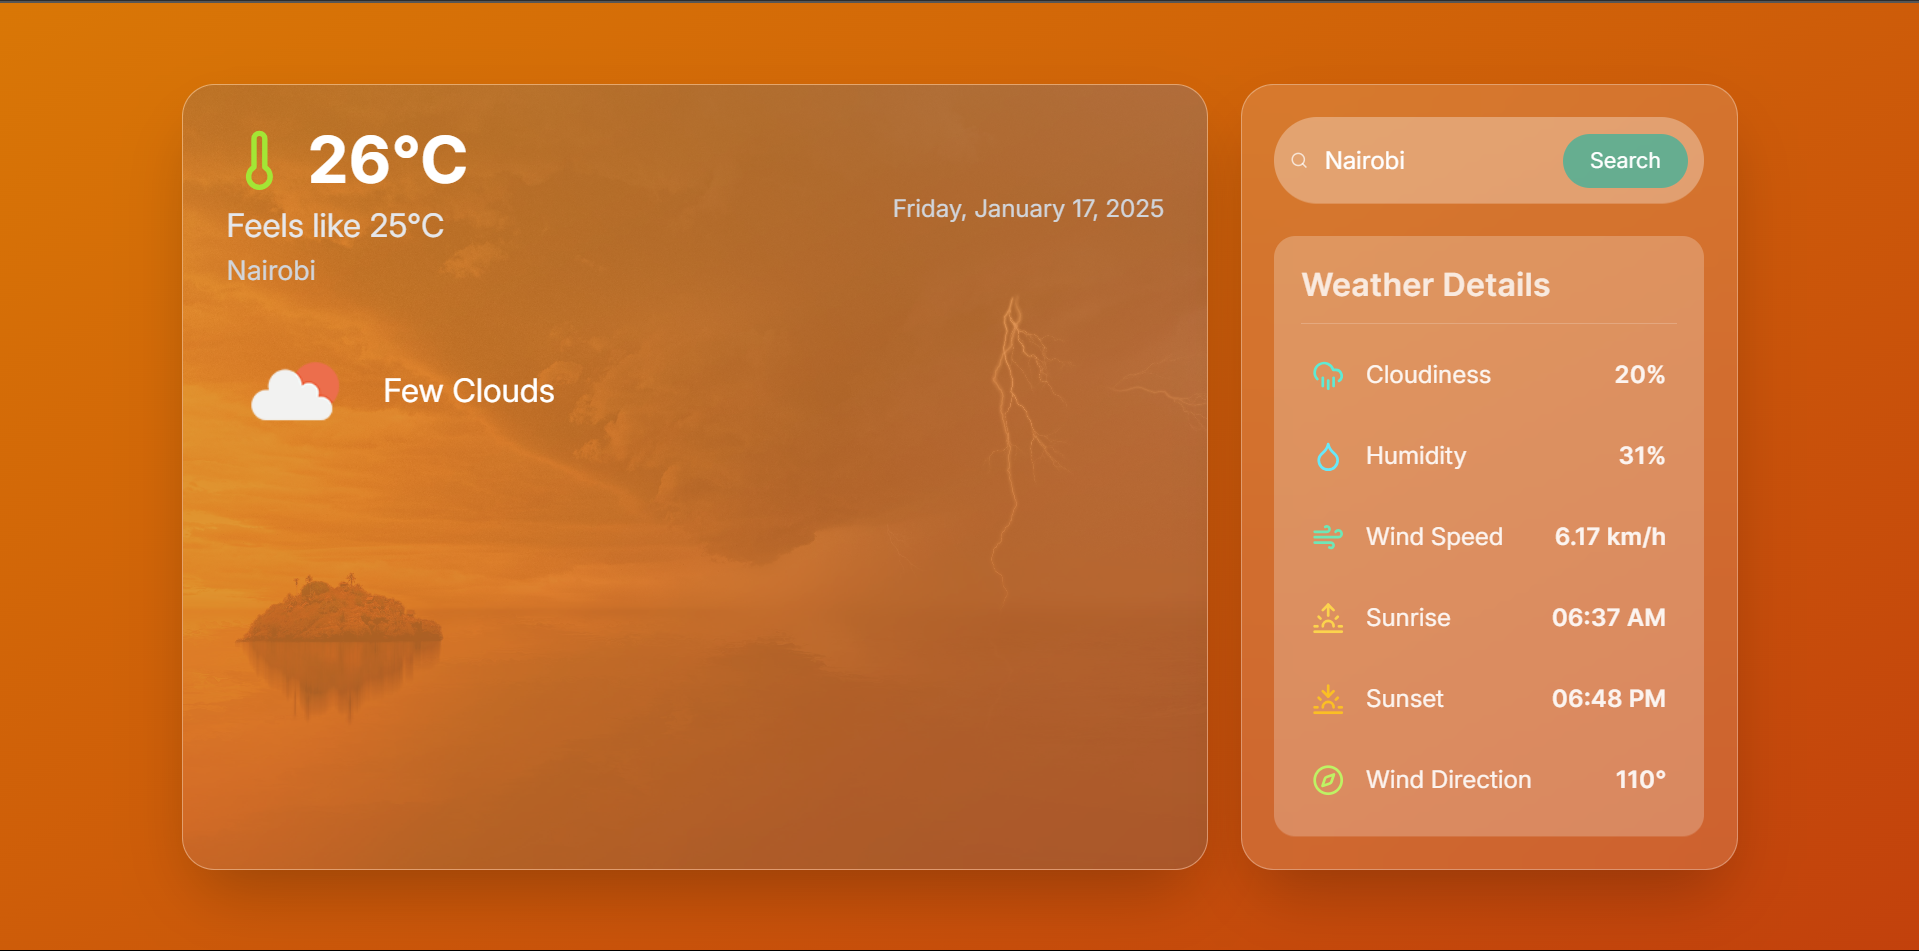 26°C
Feels like 25°C
Nairobi
Friday, January 17, 2025
Few Clouds
Nairobi
Search
Weather Details
Cloudiness 20%
Humidity 31%
Wind Speed 6.17 km/h
Sunrise 06:37 AM
Sunset 06:48 PM
Wind Direction 110°